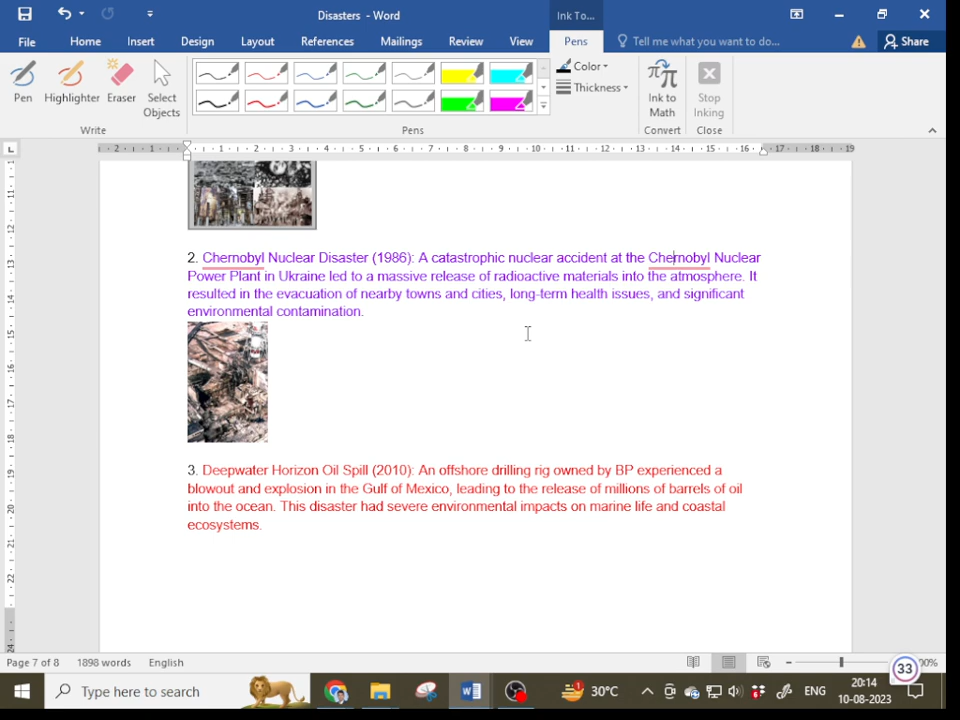 Disasters - Word
Ink To...
File
Home
Insert
Design
Layout
References
Mailings
Review
View
Pens
Tell me what you want to do...
Share
Pen
Highlighter
Eraser
Select
Objects
Color
Thickness
Ink to
Math
Stop
Inking
Write
Pens
Convert
Close
2. Chernobyl Nuclear Disaster (1986): A catastrophic nuclear accident at the Chernobyl Nuclear
Power Plant in Ukraine led to a massive release of radioactive materials into the atmosphere. It
resulted in the evacuation of nearby towns and cities, long-term health issues, and significant
environmental contamination.
3. Deepwater Horizon Oil Spill (2010): An offshore drilling rig owned by BP experienced a
blowout and explosion in the Gulf of Mexico, leading to the release of millions of barrels of oil
into the ocean. This disaster had severe environmental impacts on marine life and coastal
ecosystems.
Page 7 of 8
1898 words
English
33
00%
Type here to search
30°C
ENG
20:14
10-08-2023